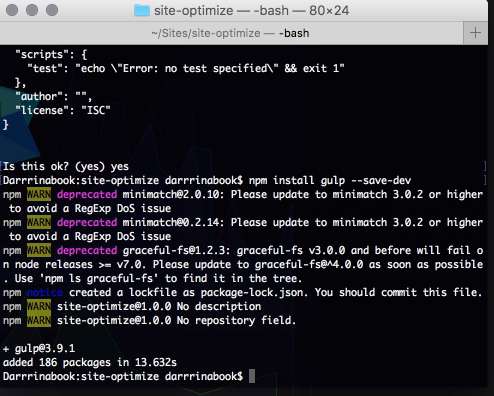 site-optimize — -bash — 80×24
~/Sites/site-optimize — -bash
+
"scripts": {
"test": "echo \"Error: no test specified\" && exit 1"
},
"author": "",
"license": "ISC"
}
Is this ok? (yes) yes
Darrrinabook:site-optimize darrrinabook$ npm install gulp --save-dev
npm WARN deprecated minimatch@2.0.10: Please update to minimatch 3.0.2 or higher
to avoid a RegExp DoS issue
npm WARN deprecated minimatch@0.2.14: Please update to minimatch 3.0.2 or higher
to avoid a RegExp DoS issue
npm WARN deprecated graceful-fs@1.2.3: graceful-fs v3.0.0 and before will fail o
n node releases >= v7.0. Please update to graceful-fs@^4.0.0 as soon as possible
. Use 'npm ls graceful-fs' to find it in the tree.
npm notice created a lockfile as package-lock.json. You should commit this file.
npm WARN site-optimize@1.0.0 No description
npm WARN site-optimize@1.0.0 No repository field.
+ gulp@3.9.1
added 186 packages in 13.632s
Darrrinabook:site-optimize darrrinabook$